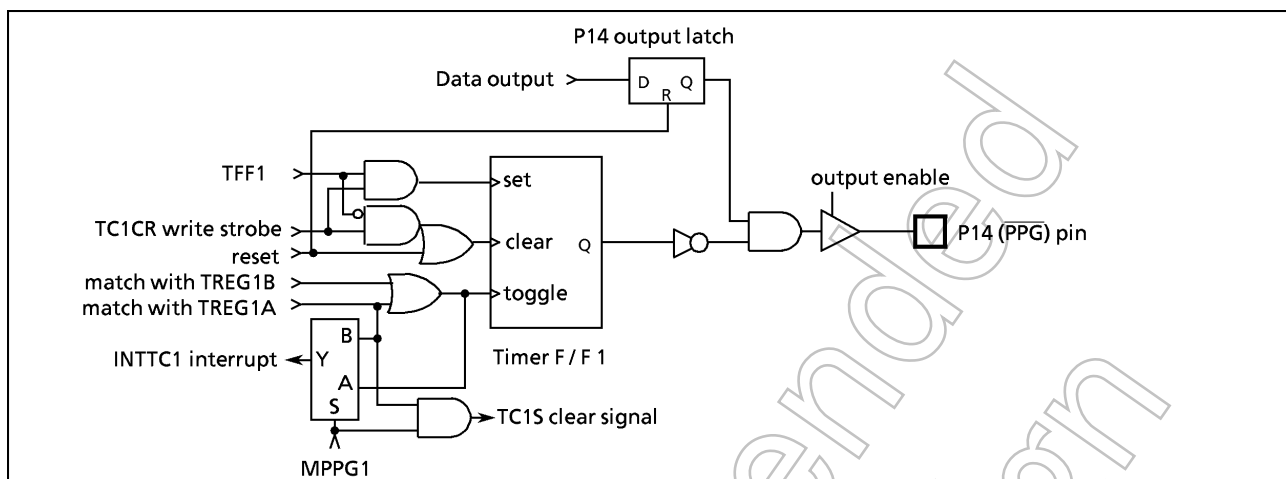 P14 output latch
Data output
D
R
Q
TFF1
set
output enable
TC1CR write strobe
clear
Q
P14 (PPG) pin
reset
match with TREG1B
toggle
match with TREG1A
B
INTTC1 interrupt
Y
Timer F / F 1
A
S
TC1S clear signal
MPPG1